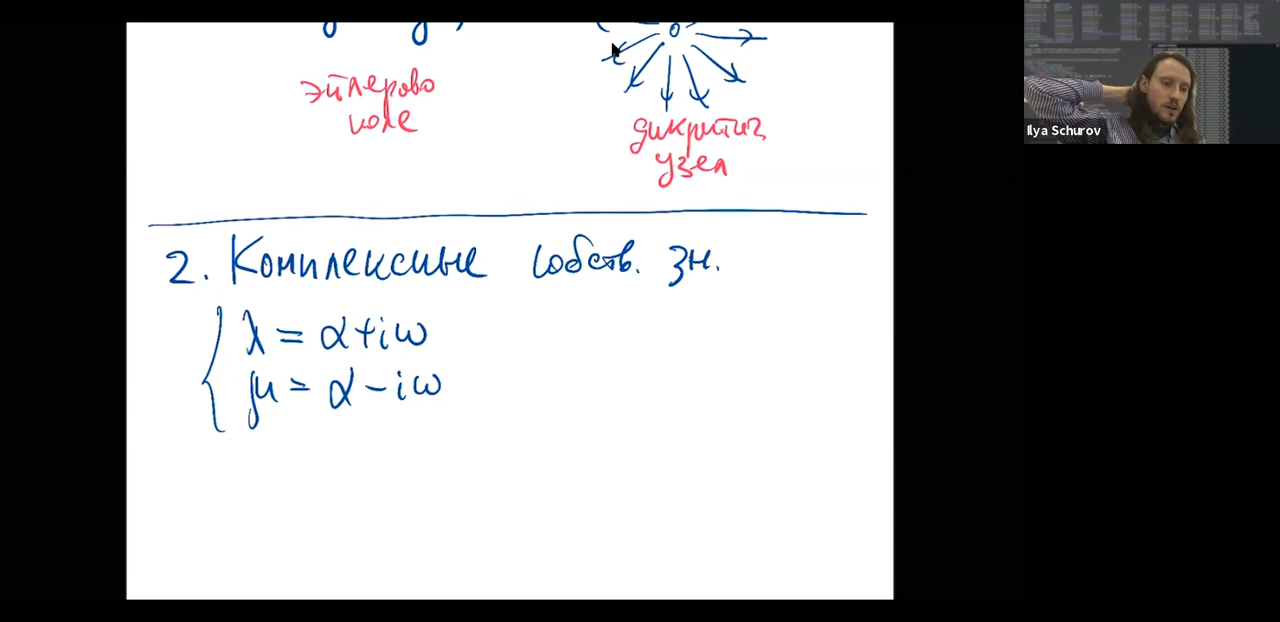 эйлерово
поле
дикритич.
узел
2. Комплексные собств. зн.
λ = α + iω
μ = α - iω
Ilya Schurov